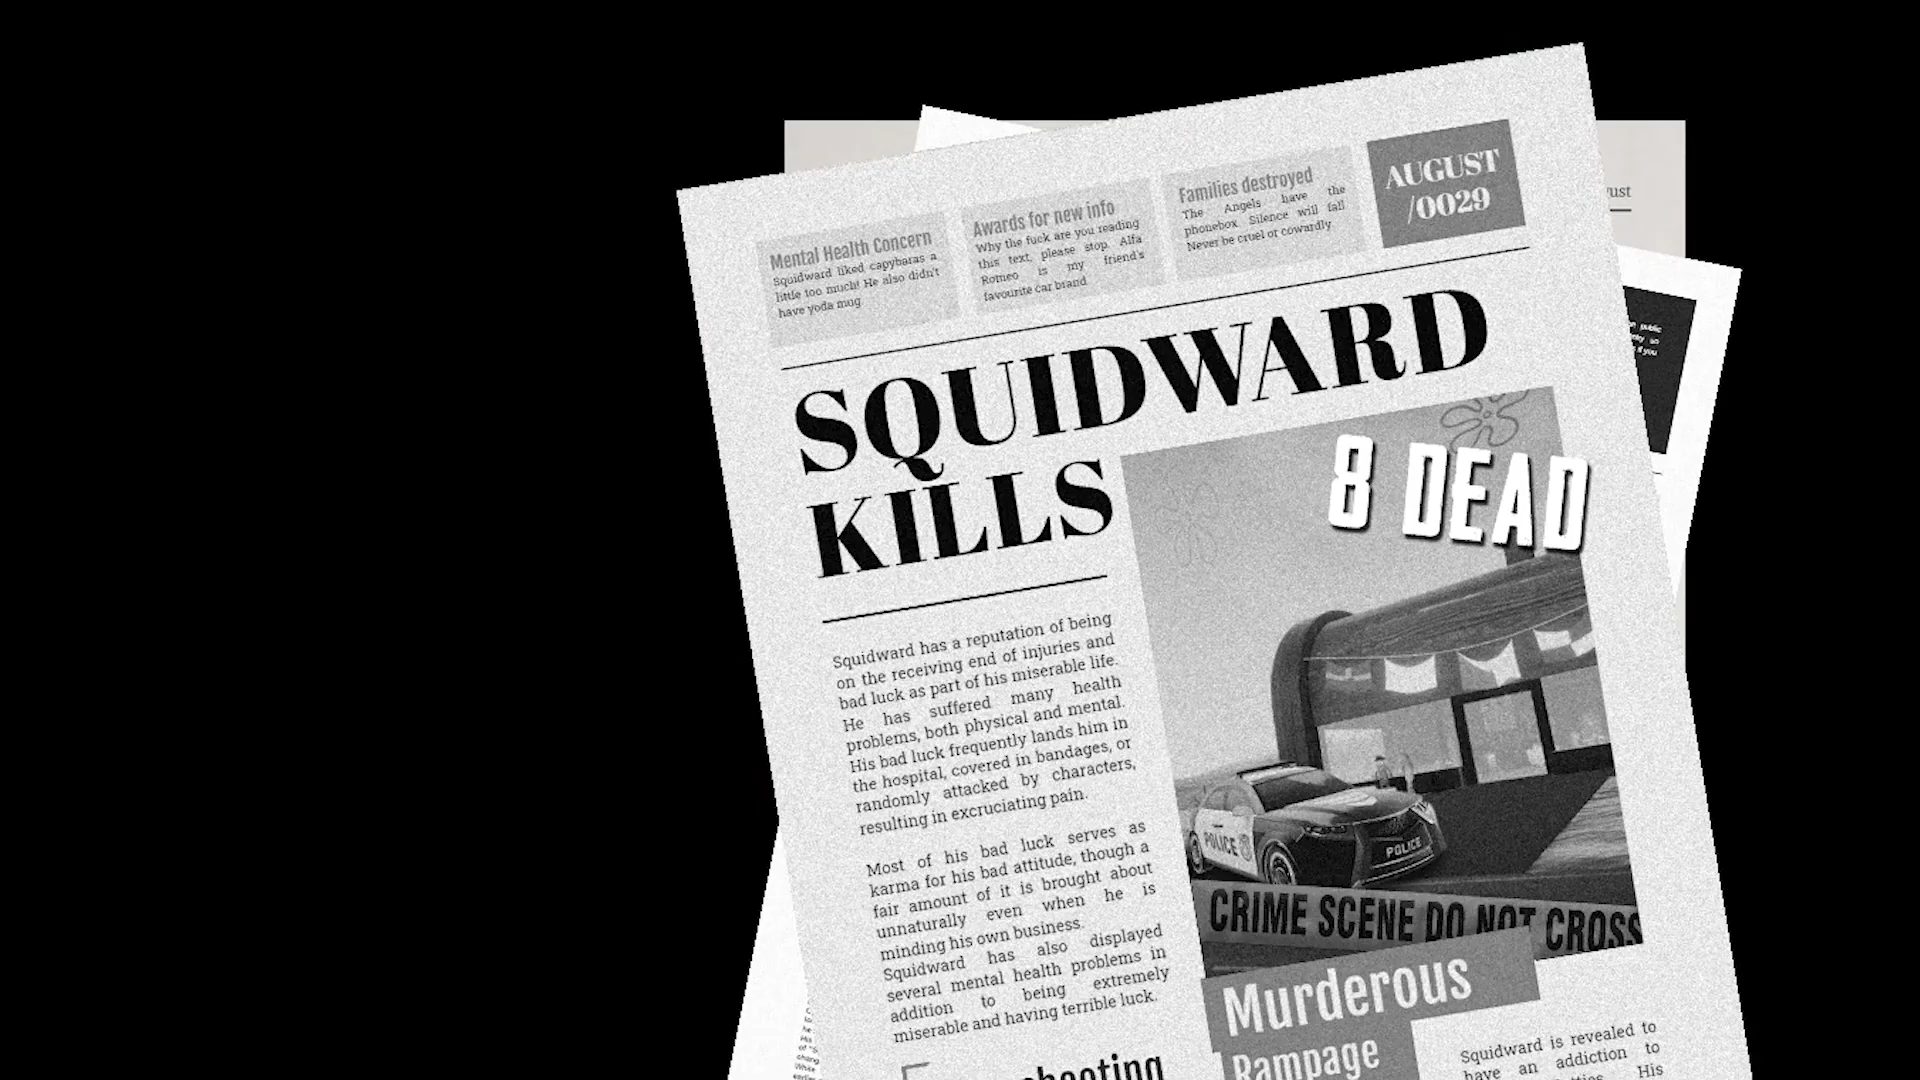 Mental Health Concern
Squidward liked capybaras a
little too much! He also didn't
have yoda mug
Awards for new info
Why the fuck are you reading
this text, please stop. Alfa
Romeo is my friend's
favourite car brand.
Families destroyed
The Angels have the
phonebox. Silence will fall
Never be cruel or cowardly
AUGUST
/0029
SQUIDWARD
KILLS
8 DEAD
Squidward has a reputation of being
on the receiving end of injuries and
bad luck as part of his miserable life.
He has suffered many health
problems, both physical and mental.
His bad luck frequently lands him in
the hospital, covered in bandages, or
randomly attacked by characters,
resulting in excruciating pain.
Most of his bad luck serves as
karma for his bad attitude, though a
fair amount of it is brought about
unnaturally even when he is
minding his own business.
Squidward has also displayed
several mental health problems in
addition to being extremely
miserable and having terrible luck.
POLICE
POLICE
CRIME SCENE DO NOT CROSS
Murderous
Rampage
Squidward is revealed to
have an addiction to
His
public
if you